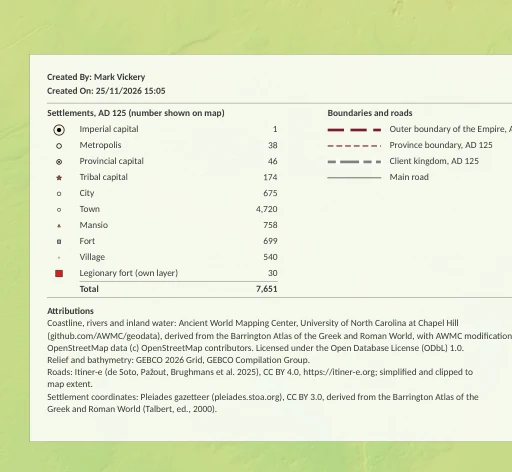 Created By: Mark Vickery
Created On: 25/11/2026 15:05
Settlements, AD 125 (number shown on map)
Imperial capital 1
Metropolis 38
Provincial capital 46
Tribal capital 174
City 675
Town 4,720
Mansio 758
Fort 699
Village 540
Legionary fort (own layer) 30
Total 7,651
Boundaries and roads
Outer boundary of the Empire, A
Province boundary, AD 125
Client kingdom, AD 125
Main road
Attributions
Coastline, rivers and inland water: Ancient World Mapping Center, University of North Carolina at Chapel Hill
(github.com/AWMC/geodata), derived from the Barrington Atlas of the Greek and Roman World, with AWMC modification
OpenStreetMap data (c) OpenStreetMap contributors. Licensed under the Open Database License (ODbL) 1.0.
Relief and bathymetry: GEBCO 2026 Grid, GEBCO Compilation Group.
Roads: Itiner-e (de Soto, Pažout, Brughmans et al. 2025), CC BY 4.0, https://itiner-e.org; simplified and clipped to
map extent.
Settlement coordinates: Pleiades gazetteer (pleiades.stoa.org), CC BY 3.0, derived from the Barrington Atlas of the
Greek and Roman World (Talbert, ed., 2000).